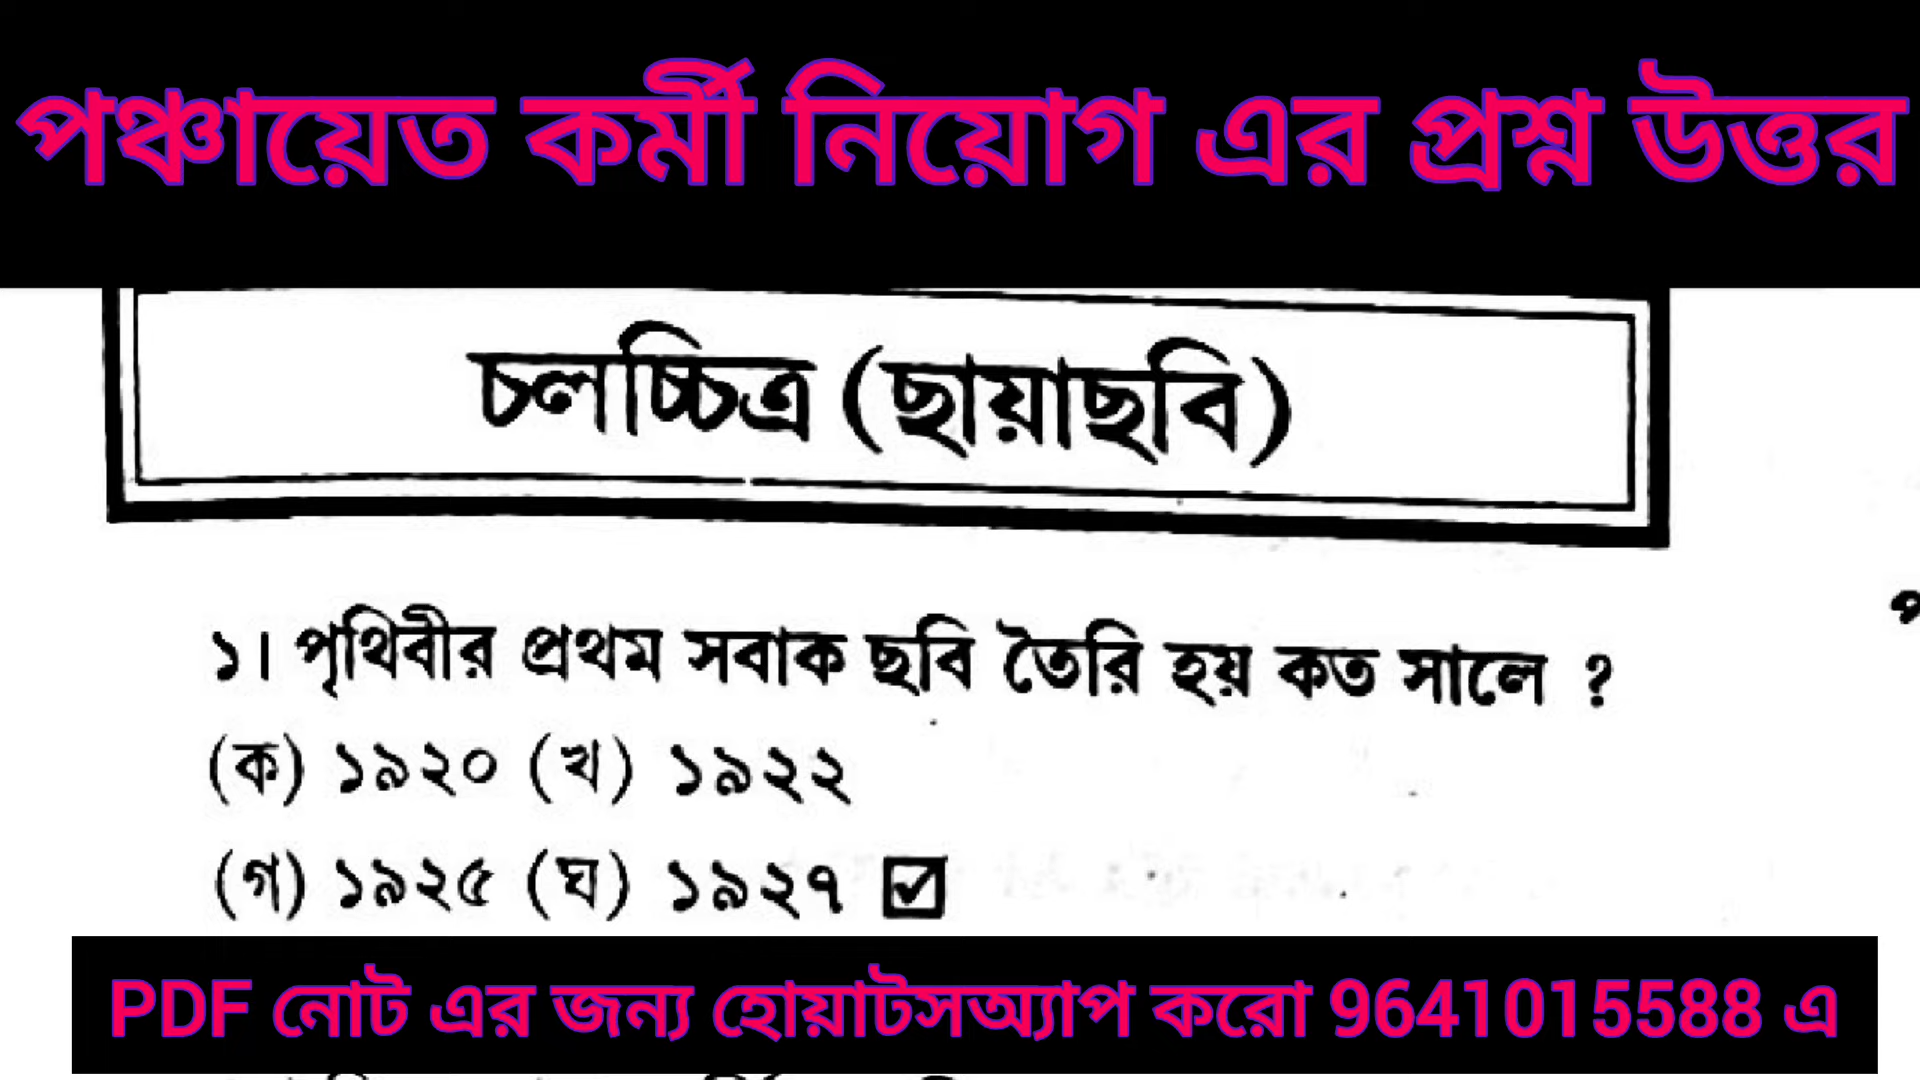 পঞ্চায়েত কর্মী নিয়োগ এর প্রশ্ন উত্তর
চলচ্চিত্র (ছায়াছবি)
১। পৃথিবীর প্রথম সবাক ছবি তৈরি হয় কত সালে ?
(ক) ১৯২০ (খ) ১৯২২
(গ) ১৯২৫ (ঘ) ১৯২৭ ☑
PDF নোট এর জন্য হোয়াটসঅ্যাপ করো 9641015588 এ